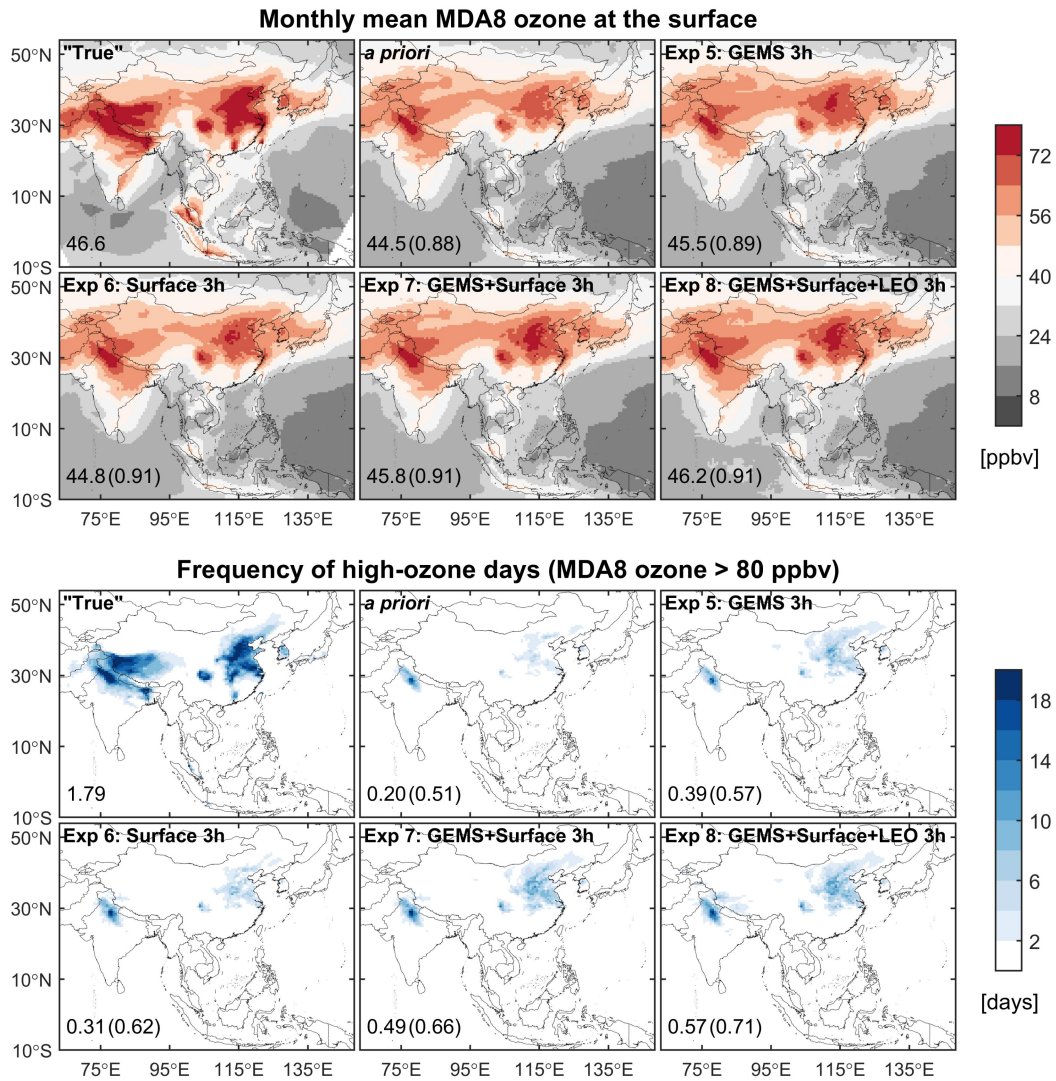 Monthly mean MDA8 ozone at the surface
"True"
a priori
Exp 5: GEMS 3h
50°N
30°N
10°N
10°S
46.6
44.5(0.88)
45.5(0.89)
Exp 6: Surface 3h
Exp 7: GEMS+Surface 3h
Exp 8: GEMS+Surface+LEO 3h
50°N
30°N
10°N
10°S
44.8(0.91)
45.8(0.91)
46.2(0.91)
75°E 95°E 115°E 135°E
75°E 95°E 115°E 135°E
75°E 95°E 115°E 135°E
72
56
40
24
8
[ppbv]
Frequency of high-ozone days (MDA8 ozone > 80 ppbv)
"True"
a priori
Exp 5: GEMS 3h
50°N
30°N
10°N
10°S
1.79
0.20(0.51)
0.39(0.57)
Exp 6: Surface 3h
Exp 7: GEMS+Surface 3h
Exp 8: GEMS+Surface+LEO 3h
50°N
30°N
10°N
10°S
0.31(0.62)
0.49(0.66)
0.57(0.71)
75°E 95°E 115°E 135°E
75°E 95°E 115°E 135°E
75°E 95°E 115°E 135°E
18
14
10
6
2
[days]